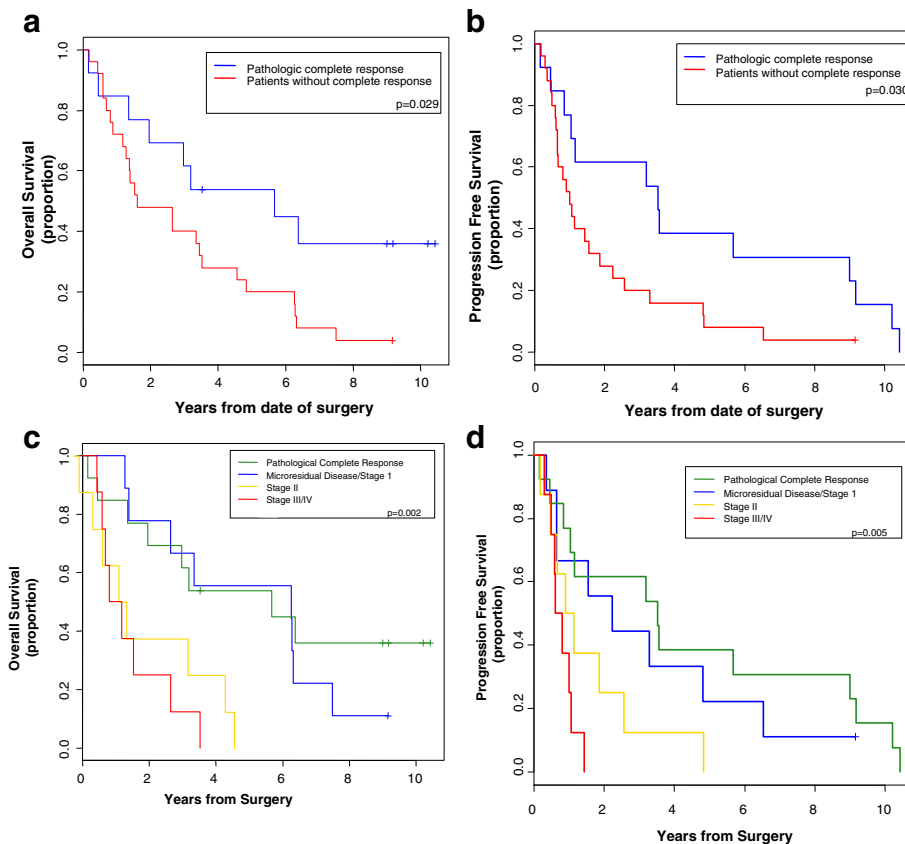 a
Overall Survival
(proportion)
1.0
0.8
0.6
0.4
0.2
0.0
Pathologic complete response
Patients without complete response
p=0.029
0 2 4 6 8 10
Years from date of surgery
b
Progression Free Survival
(proportion)
1.0
0.8
0.6
0.4
0.2
0.0
Pathologic complete response
Patients without complete response
p=0.030
0 2 4 6 8 10
Years from date of surgery
c
Overall Survival
(proportion)
1.0
0.8
0.6
0.4
0.2
0.0
Pathological Complete Response
Microresidual Disease/Stage 1
Stage II
Stage III/IV
p=0.002
0 2 4 6 8 10
Years from Surgery
d
Progression Free Survival
(proportion)
1.0
0.8
0.6
0.4
0.2
0.0
Pathological Complete Response
Microresidual Disease/Stage 1
Stage II
Stage III/IV
p=0.005
0 2 4 6 8 10
Years from Surgery